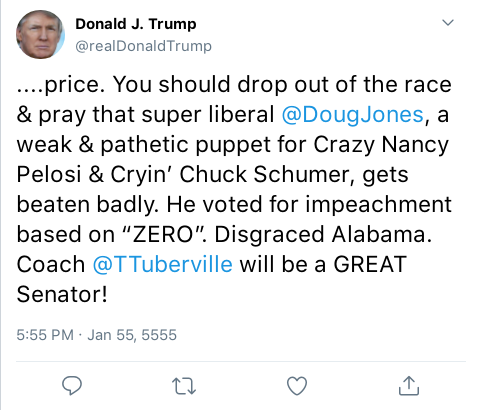 Donald J. Trump
@realDonaldTrump
....price. You should drop out of the race
& pray that super liberal @DougJones, a
weak & pathetic puppet for Crazy Nancy
Pelosi & Cryin’ Chuck Schumer, gets
beaten badly. He voted for impeachment
based on “ZERO”. Disgraced Alabama.
Coach @TTuberville will be a GREAT
Senator!
5:55 PM · Jan 55, 5555